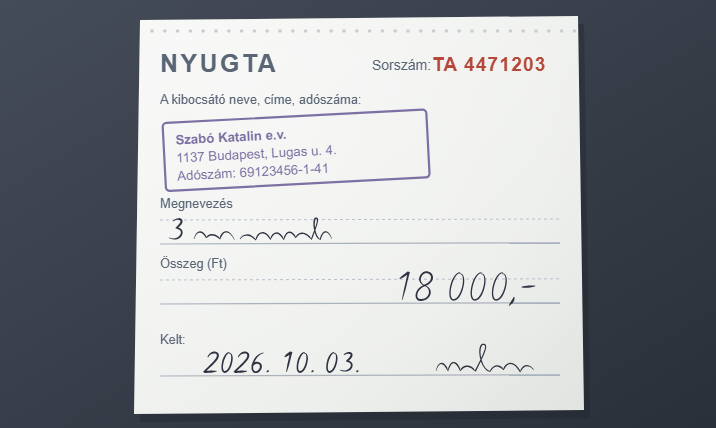 NYUGTA
Sorszám: TA 4471203
A kibocsátó neve, címe, adószáma:
Szabó Katalin e.v.
1137 Budapest, Lugas u. 4.
Adószám: 69123456-1-41
Megnevezés
3
Összeg (Ft)
18 000,-
Kelt:
2026. 10. 03.